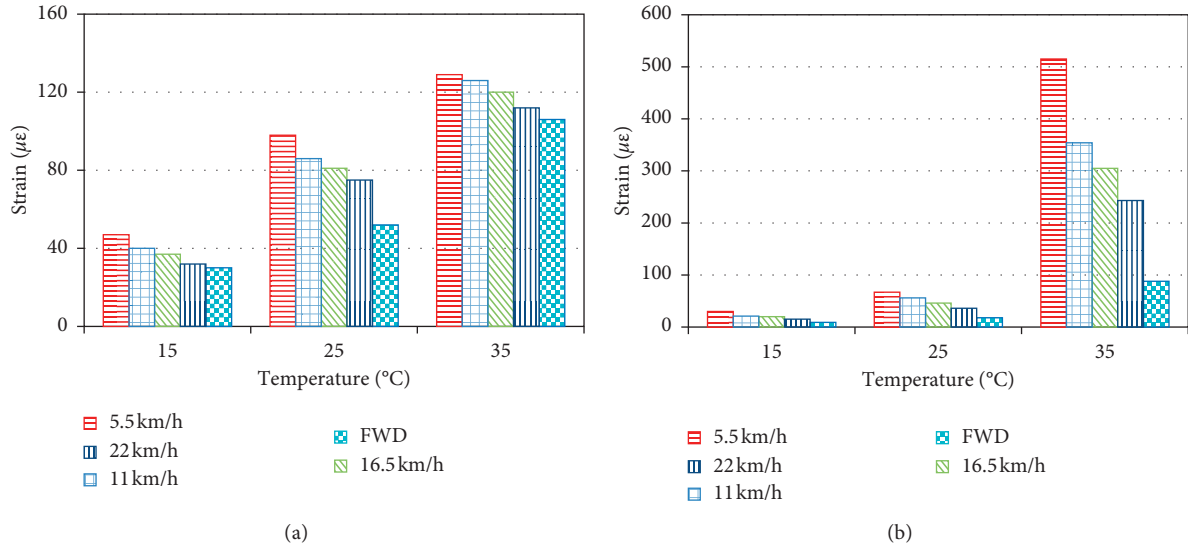 160
120
80
40
0
Strain (με)
15
25
35
Temperature (°C)
5.5 km/h
22 km/h
11 km/h
FWD
16.5 km/h
(a)
600
500
400
300
200
100
0
Strain (με)
15
25
35
Temperature (°C)
5.5 km/h
22 km/h
11 km/h
FWD
16.5 km/h
(b)